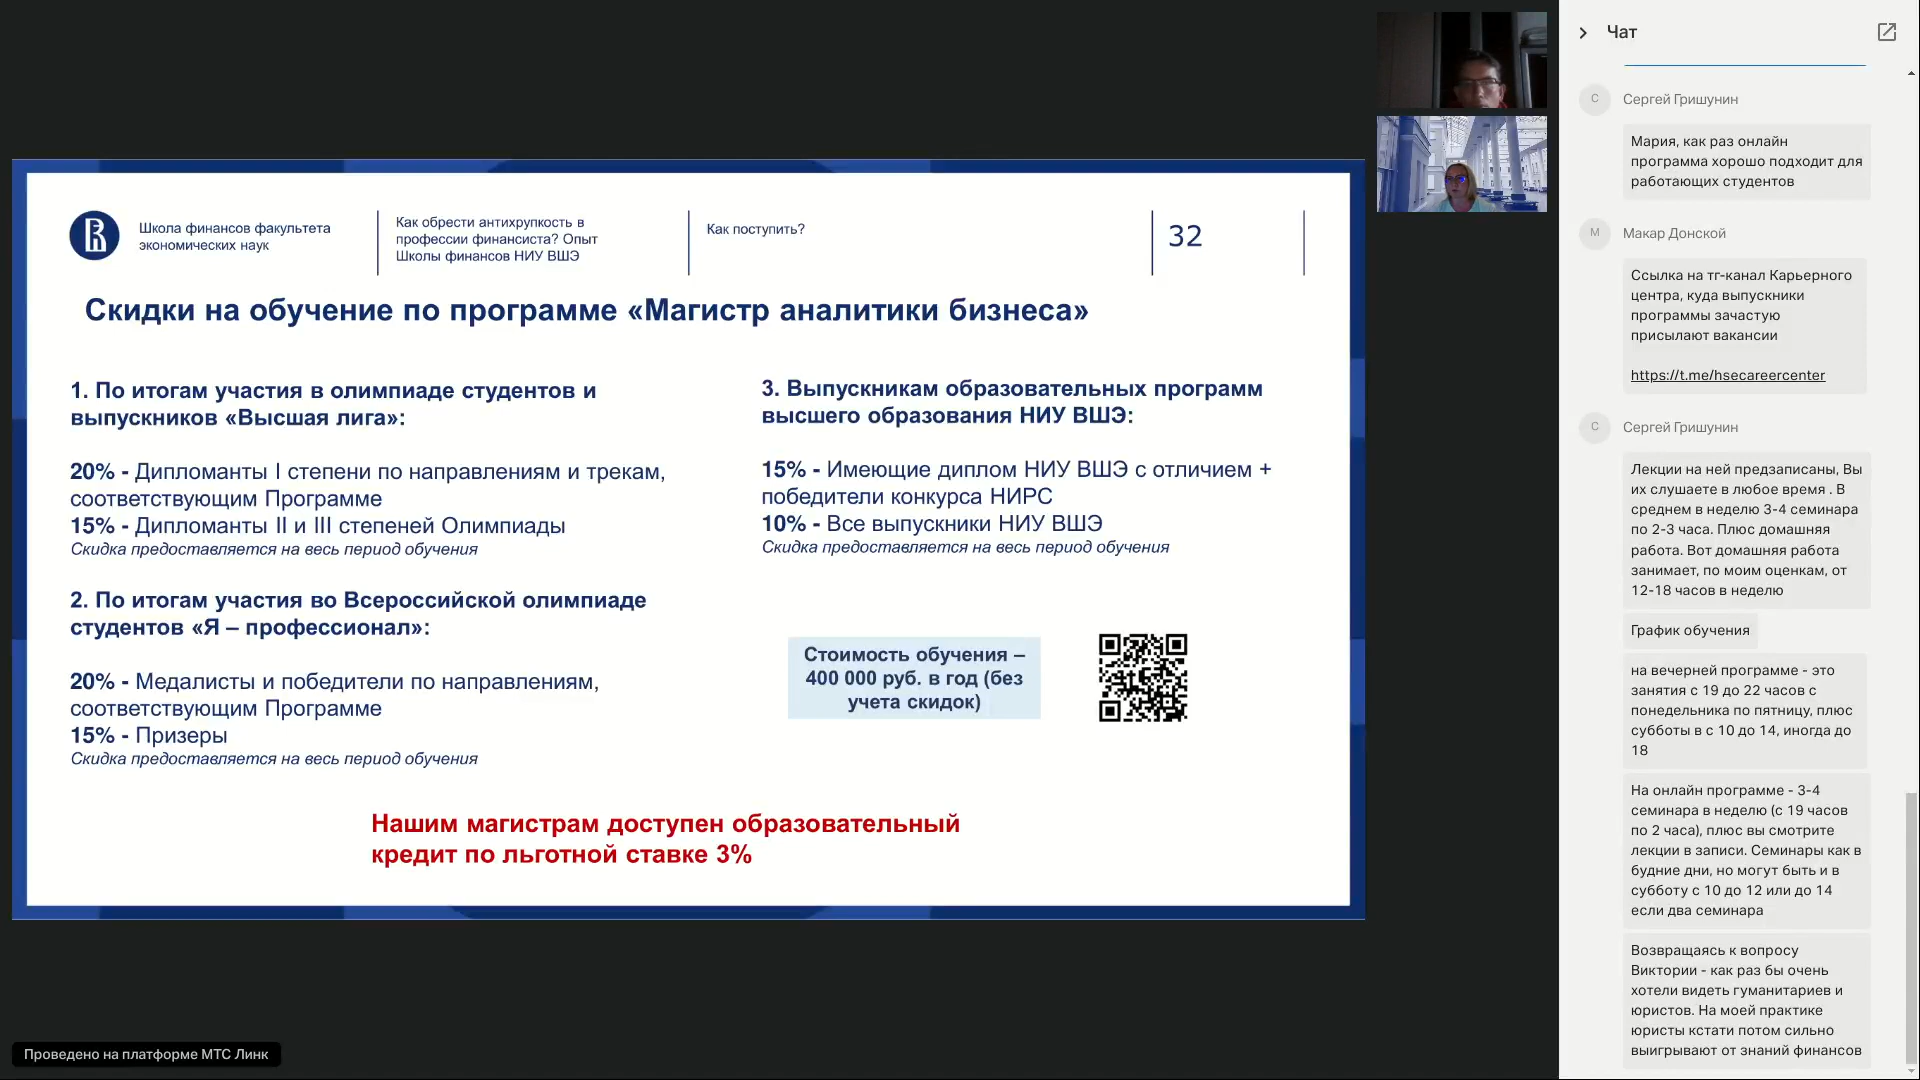 Школа финансов факультета
экономических наук
Как обрести антихрупкость в
профессии финансиста? Опыт
Школы финансов НИУ ВШЭ
Как поступить?
32
Скидки на обучение по программе «Магистр аналитики бизнеса»
1. По итогам участия в олимпиаде студентов и
выпускников «Высшая лига»:
20% - Дипломанты I степени по направлениям и трекам,
соответствующим Программе
15% - Дипломанты II и III степеней Олимпиады
Скидка предоставляется на весь период обучения
2. По итогам участия во Всероссийской олимпиаде
студентов «Я – профессионал»:
20% - Медалисты и победители по направлениям,
соответствующим Программе
15% - Призеры
Скидка предоставляется на весь период обучения
3. Выпускникам образовательных программ
высшего образования НИУ ВШЭ:
15% - Имеющие диплом НИУ ВШЭ с отличием +
победители конкурса НИРС
10% - Все выпускники НИУ ВШЭ
Скидка предоставляется на весь период обучения
Стоимость обучения –
400 000 руб. в год (без
учета скидок)
Нашим магистрам доступен образовательный
кредит по льготной ставке 3%
Проведено на платформе МТС Линк
Чат
С
Сергей Гришунин
Мария, как раз онлайн
программа хорошо подходит для
работающих студентов
М
Макар Донской
Ссылка на тг-канал Карьерного
центра, куда выпускники
программы зачастую
присылают вакансии
https://t.me/hsecareercenter
С
Сергей Гришунин
Лекции на ней предзаписаны, Вы
их слушаете в любое время . В
среднем в неделю 3-4 семинара
по 2-3 часа. Плюс домашняя
работа. Вот домашняя работа
занимает, по моим оценкам, от
12-18 часов в неделю
График обучения
на вечерней программе - это
занятия с 19 до 22 часов с
понедельника по пятницу, плюс
субботы в с 10 до 14, иногда до
18
На онлайн программе - 3-4
семинара в неделю (с 19 часов
по 2 часа), плюс вы смотрите
лекции в записи. Семинары как в
будние дни, но могут быть и в
субботу с 10 до 12 или до 14
если два семинара
Возвращаясь к вопросу
Виктории - как раз бы очень
хотели видеть гуманитариев и
юристов. На моей практике
юристы кстати потом сильно
выигрывают от знаний финансов